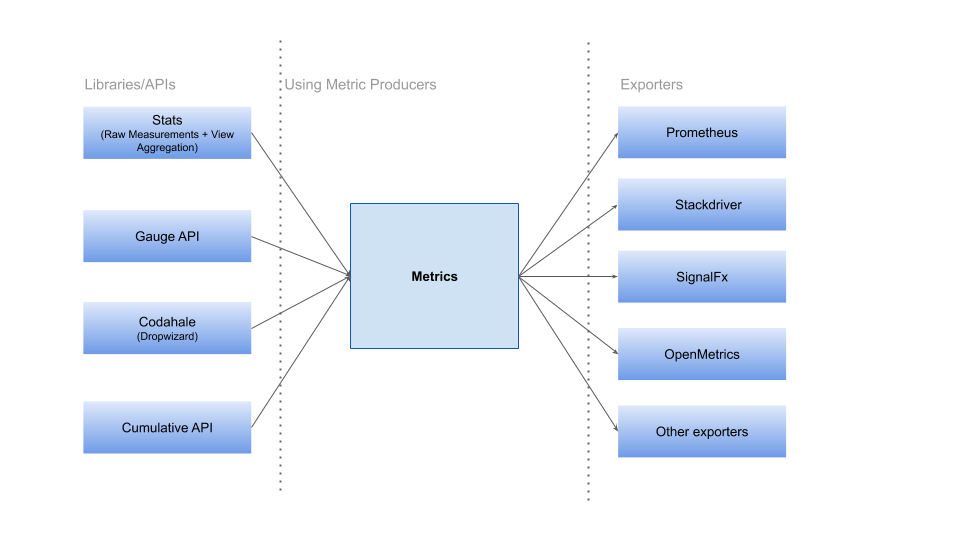 Libraries/APIs
Using Metric Producers
Exporters
Stats
(Raw Measurements + View
Aggregation)
Gauge API
Codahale
(Dropwizard)
Cumulative API
Metrics
Prometheus
Stackdriver
SignalFx
OpenMetrics
Other exporters